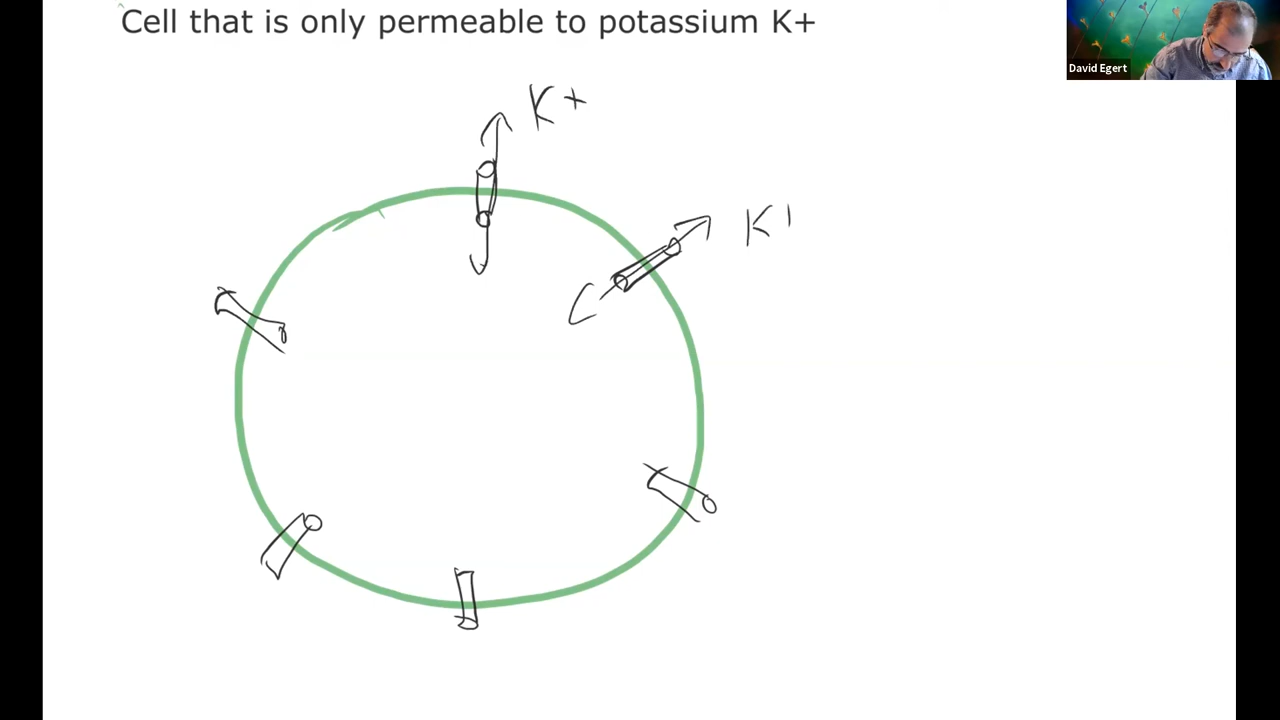 Cell that is only permeable to potassium K+
David Egert
K+
K